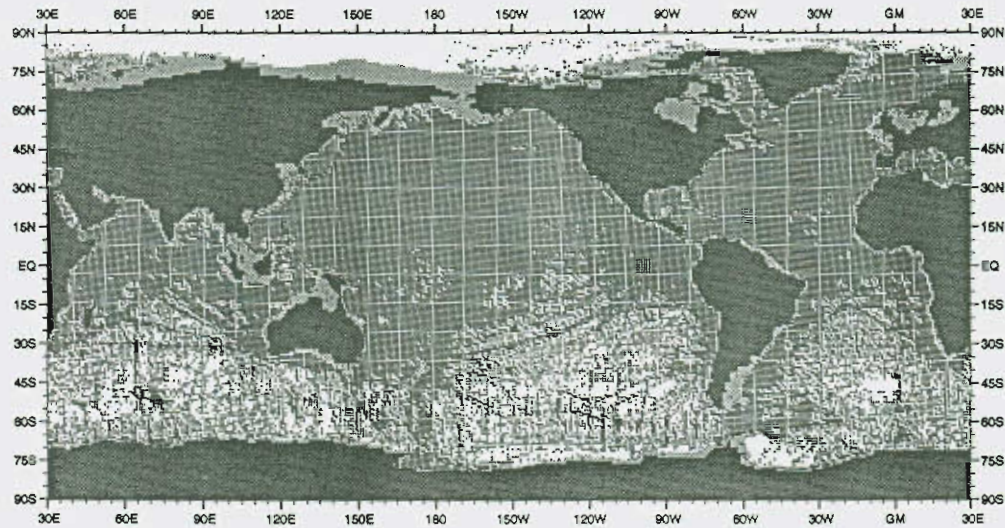 30E 60E 90E 120E 150E 180 150W 120W 90W 60W 30W GM 30E
90N 90N
75N 75N
60N 60N
45N 45N
30N 30N
15N 15N
EQ EQ
15S 15S
30S 30S
45S 45S
60S 60S
75S 75S
90S 90S
30E 60E 90E 120E 150E 180 150W 120W 90W 60W 30W GM 30E